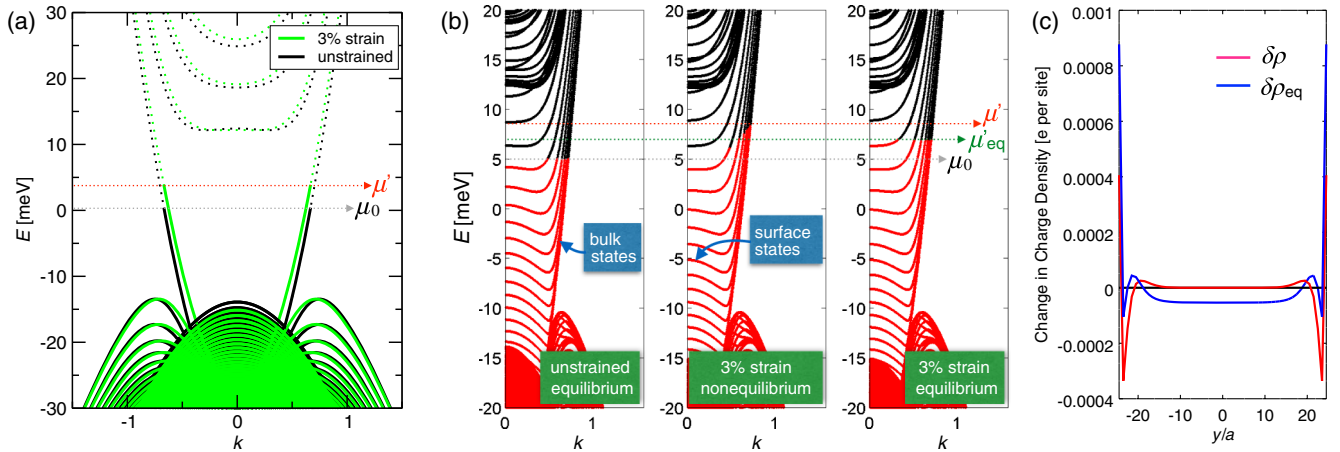 (a)
30
20
10
0
-10
-20
-30
E [meV]
-1
0
1
k
3% strain
unstrained
μ'
μ₀
(b)
20
15
10
5
0
-5
-10
-15
-20
E [meV]
bulk
states
surface
states
unstrained
equilibrium
3% strain
nonequilibrium
3% strain
equilibrium
0 0.5 1 1.5
k
0 0.5 1 1.5
k
0 0.5 1 1.5
k
μ'
μ'eq
μ₀
(c)
0.001
0.0008
0.0006
0.0004
0.0002
0
-0.0002
-0.0004
Change in Charge Density [e per site]
δρ
δρeq
-20 -10 0 10 20
y/a